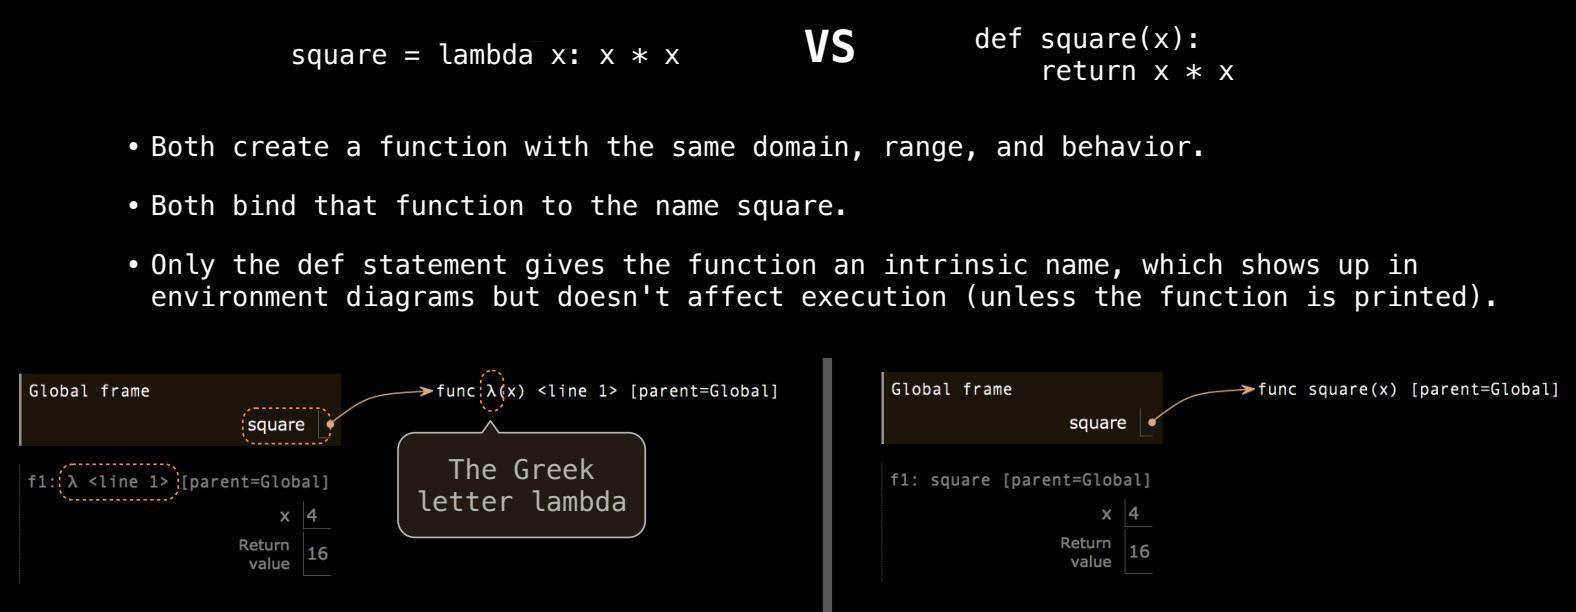 square = lambda x: x * x
VS
def square(x):
    return x * x
• Both create a function with the same domain, range, and behavior.
• Both bind that function to the name square.
• Only the def statement gives the function an intrinsic name, which shows up in
environment diagrams but doesn't affect execution (unless the function is printed).
Global frame
square
func λ(x) <line 1> [parent=Global]
The Greek
letter lambda
f1: λ <line 1> [parent=Global]
x 4
Return
value 16
Global frame
square
func square(x) [parent=Global]
f1: square [parent=Global]
x 4
Return
value 16